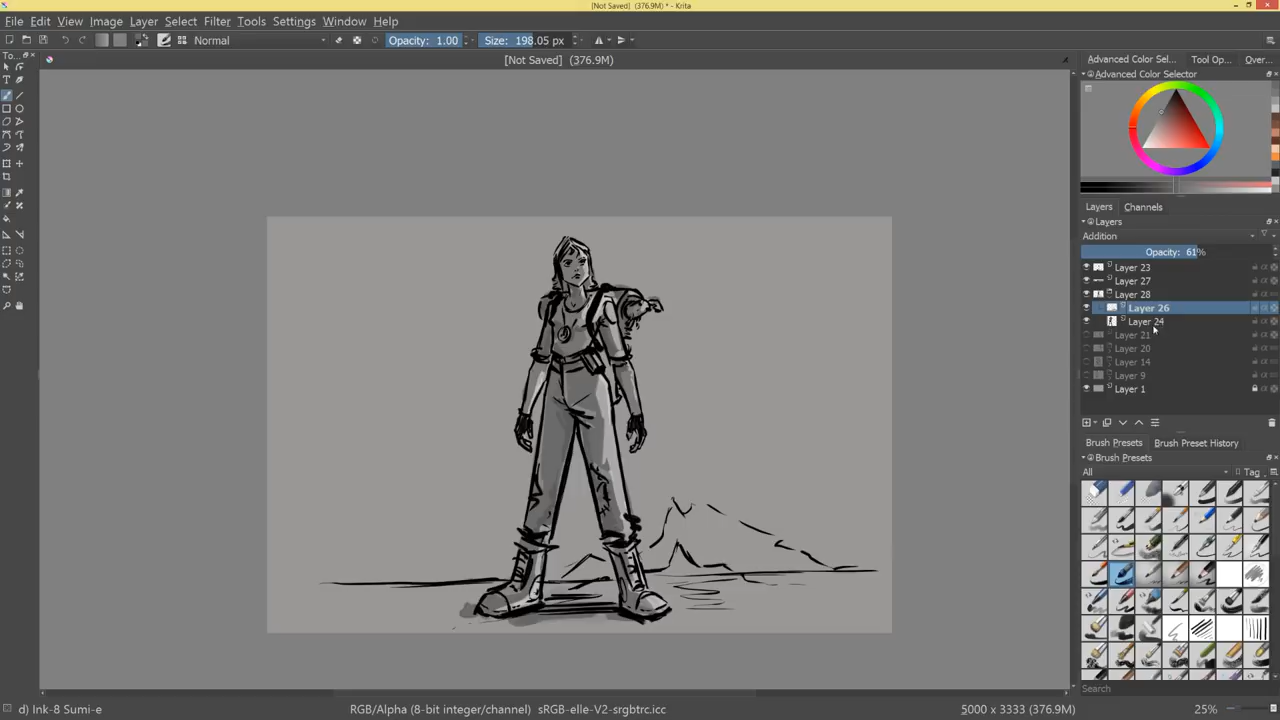 [Not Saved] (376.9M) * - Krita
File Edit View Image Layer Select Filter Tools Settings Window Help
Normal Opacity: 1.00 Size: 198.05 px
To... [Not Saved] (376.9M) Advanced Color Sel... Tool Op... Over...
Advanced Color Selector
Layers Channels
Layers
Addition
Opacity: 61%
Layer 23
Layer 27
Layer 28
Layer 26
Layer 24
Layer 21
Layer 20
Layer 14
Layer 9
Layer 1
Brush Presets Brush Preset History
Brush Presets
All Tag
Search
d) Ink-8 Sumi-e RGB/Alpha (8-bit integer/channel) sRGB-elle-V2-srgbtrc.icc 5000 x 3333 (376.9M) 25%